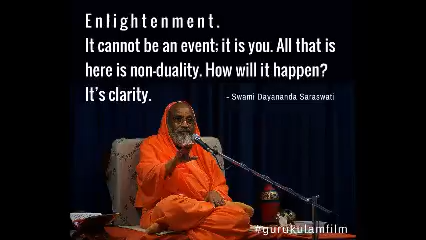 Enlightenment.
It cannot be an event; it is you. All that is
here is non-duality. How will it happen?
It's clarity.
- Swami Dayananda Saraswati
#gurukulamfilm